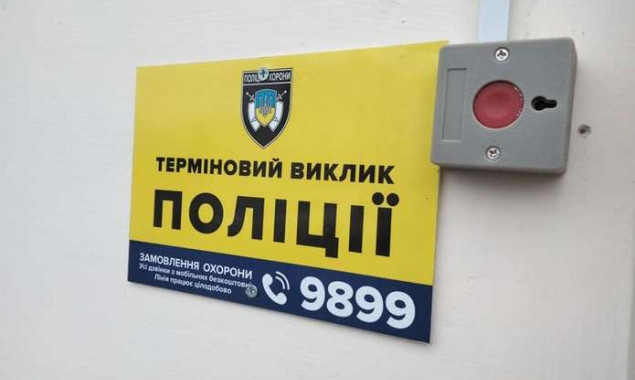 ПОЛІЦІЯ ОХОРОНИ
ТЕРМІНОВИЙ ВИКЛИК
ПОЛІЦІЇ
ЗАМОВЛЕННЯ ОХОРОНИ
Усі дзвінки з мобільних безкоштовні
Лінія працює цілодобово
9899